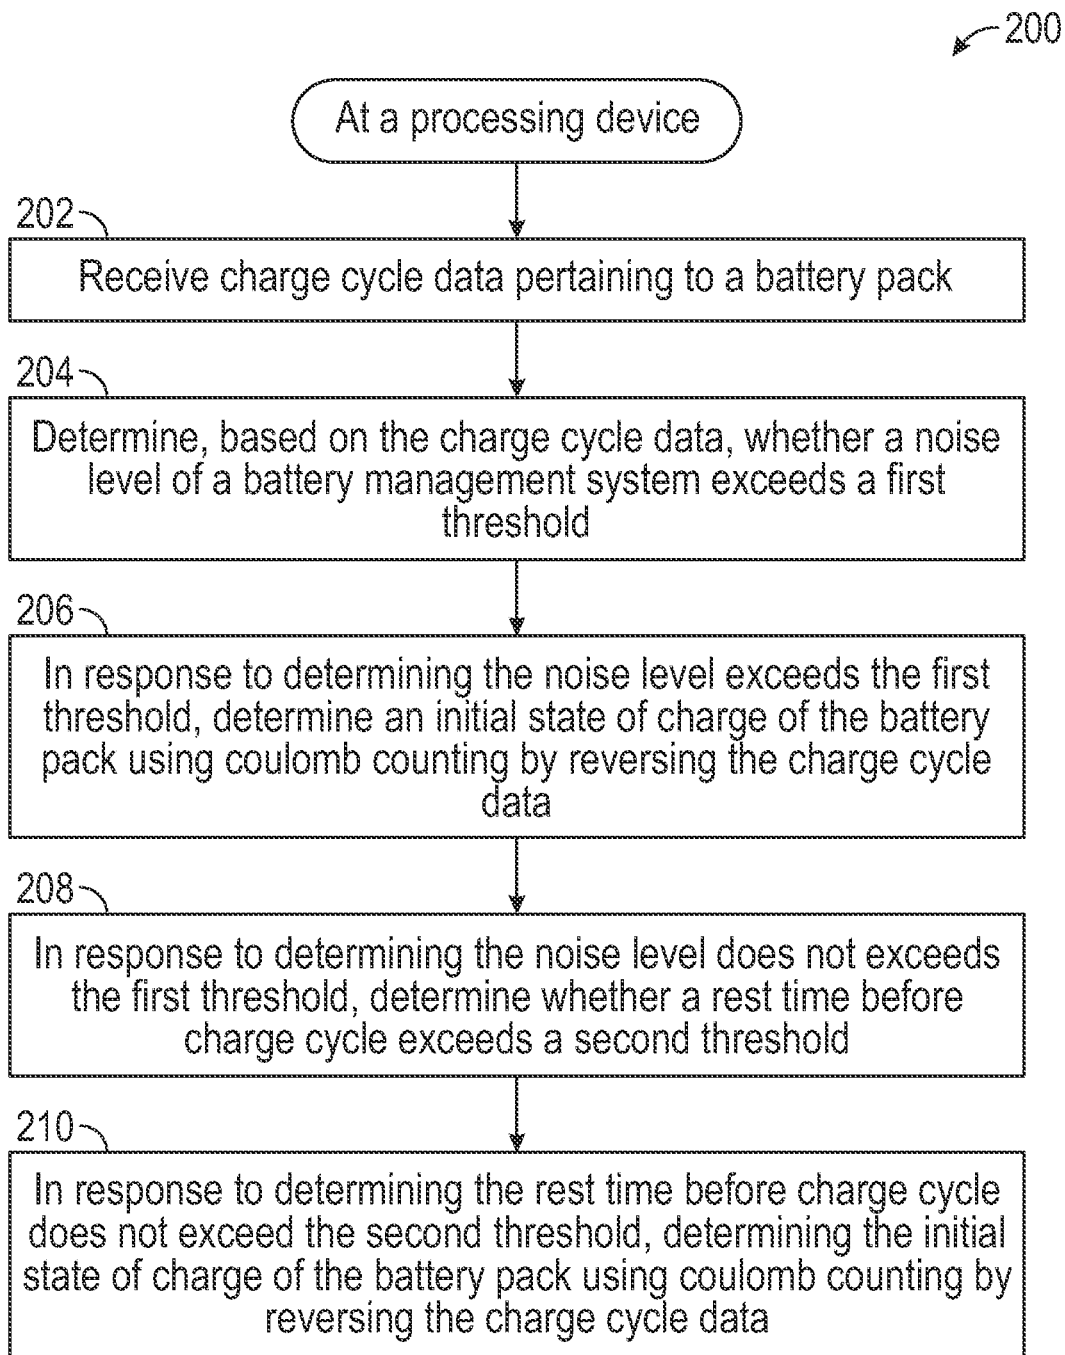 200
At a processing device
202
Receive charge cycle data pertaining to a battery pack
204
Determine, based on the charge cycle data, whether a noise
level of a battery management system exceeds a first
threshold
206
In response to determining the noise level exceeds the first
threshold, determine an initial state of charge of the battery
pack using coulomb counting by reversing the charge cycle
data
208
In response to determining the noise level does not exceeds
the first threshold, determine whether a rest time before
charge cycle exceeds a second threshold
210
In response to determining the rest time before charge cycle
does not exceed the second threshold, determining the initial
state of charge of the battery pack using coulomb counting by
reversing the charge cycle data